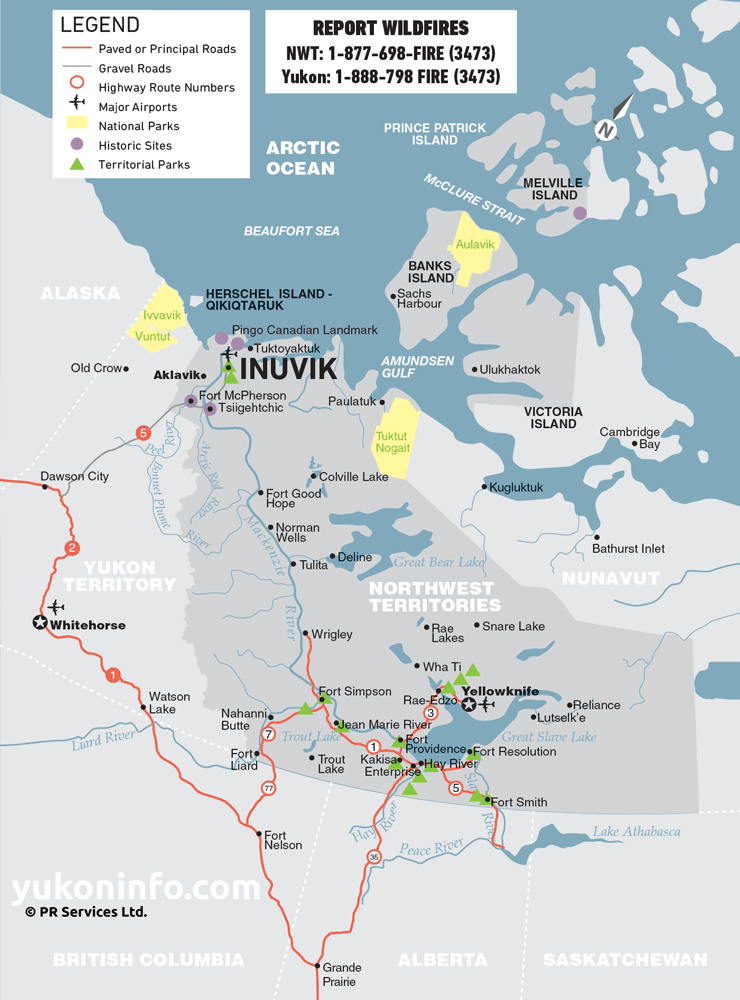 LEGEND
Paved or Principal Roads
Gravel Roads
Highway Route Numbers
Major Airports
National Parks
Historic Sites
Territorial Parks
REPORT WILDFIRES
NWT: 1-877-698-FIRE (3473)
Yukon: 1-888-798 FIRE (3473)
N
ARCTIC
OCEAN
PRINCE PATRICK
ISLAND
McCLURE STRAIT
MELVILLE
ISLAND
BEAUFORT SEA
Aulavik
BANKS
ISLAND
Sachs
Harbour
ALASKA
HERSCHEL ISLAND -
QIKIQTARUK
Ivvavik
Vuntut
Pingo Canadian Landmark
Tuktoyaktuk
INUVIK
Old Crow
Aklavik
AMUNDSEN
GULF
Ulukhaktok
Fort McPherson
Tsiigehtchic
Paulatuk
VICTORIA
ISLAND
Tuktut
Nogait
Cambridge
Bay
5
Peel
River
Arctic Red
River
Bonnet Plume
River
Dawson City
Colville Lake
Kugluktuk
Fort Good
Hope
Mackenzie
River
Norman
Wells
2
Bathurst Inlet
Deline
Tulita
Great Bear Lake
YUKON
TERRITORY
NUNAVUT
NORTHWEST
TERRITORIES
Whitehorse
Wrigley
Rae
Lakes
Snare Lake
Wha Ti
1
Fort Simpson
Yellowknife
Rae-Edzo
Watson
Lake
Reliance
Lutselk'e
Nahanni
Butte
3
Jean Marie River
7
Trout Lake
Liard River
Great Slave Lake
Fort
Providence
1
Fort Resolution
Fort
Liard
Trout
Lake
Kakisa
Hay River
Enterprise
77
5
Slave
River
Fort Smith
Hay
River
Fort
Nelson
Peace River
Lake Athabasca
35
yukoninfo.com
© PR Services Ltd.
BRITISH COLUMBIA
ALBERTA
SASKATCHEWAN
Grande
Prairie